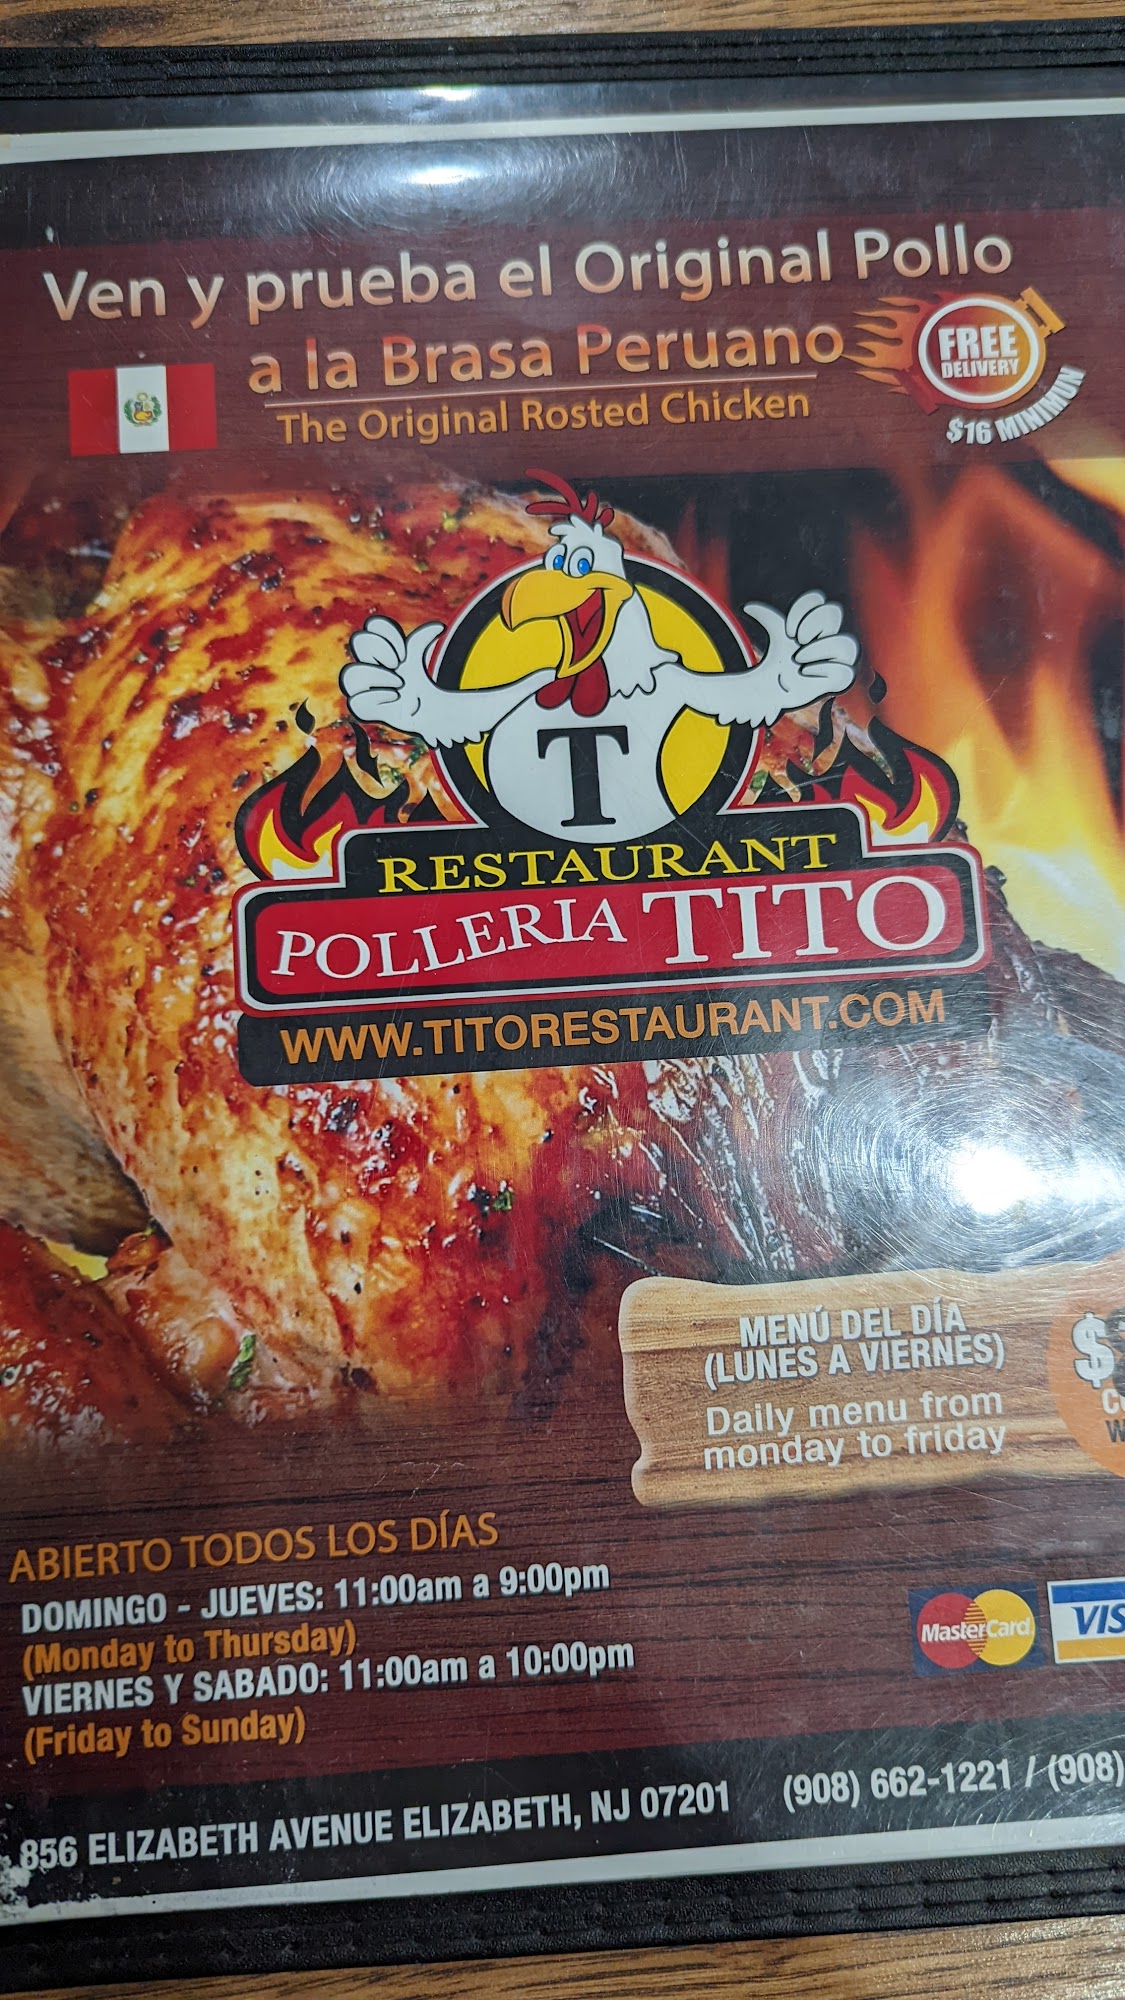 Ven y prueba el Original Pollo
a la Brasa Peruano
The Original Rosted Chicken
FREE
DELIVERY
$16 MINIMUN
T
RESTAURANT
POLLERIA TITO
WWW.TITORESTAURANT.COM
MENÚ DEL DÍA
(LUNES A VIERNES)
Daily menu from
monday to friday
$
ABIERTO TODOS LOS DÍAS
DOMINGO - JUEVES: 11:00am a 9:00pm
(Monday to Thursday)
VIERNES Y SABADO: 11:00am a 10:00pm
(Friday to Sunday)
MasterCard
VIS
856 ELIZABETH AVENUE ELIZABETH, NJ 07201
(908) 662-1221 / (908)